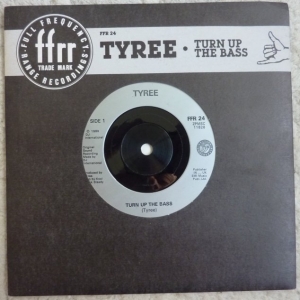 FULL FREQUENCY
RANGE RECORDINGS
ffrr
TRADE MARK
FFR 24
TYREE · TURN UP
THE BASS
TYREE
SIDE 1
FFR 24
TURN UP THE BASS
(Tyree)